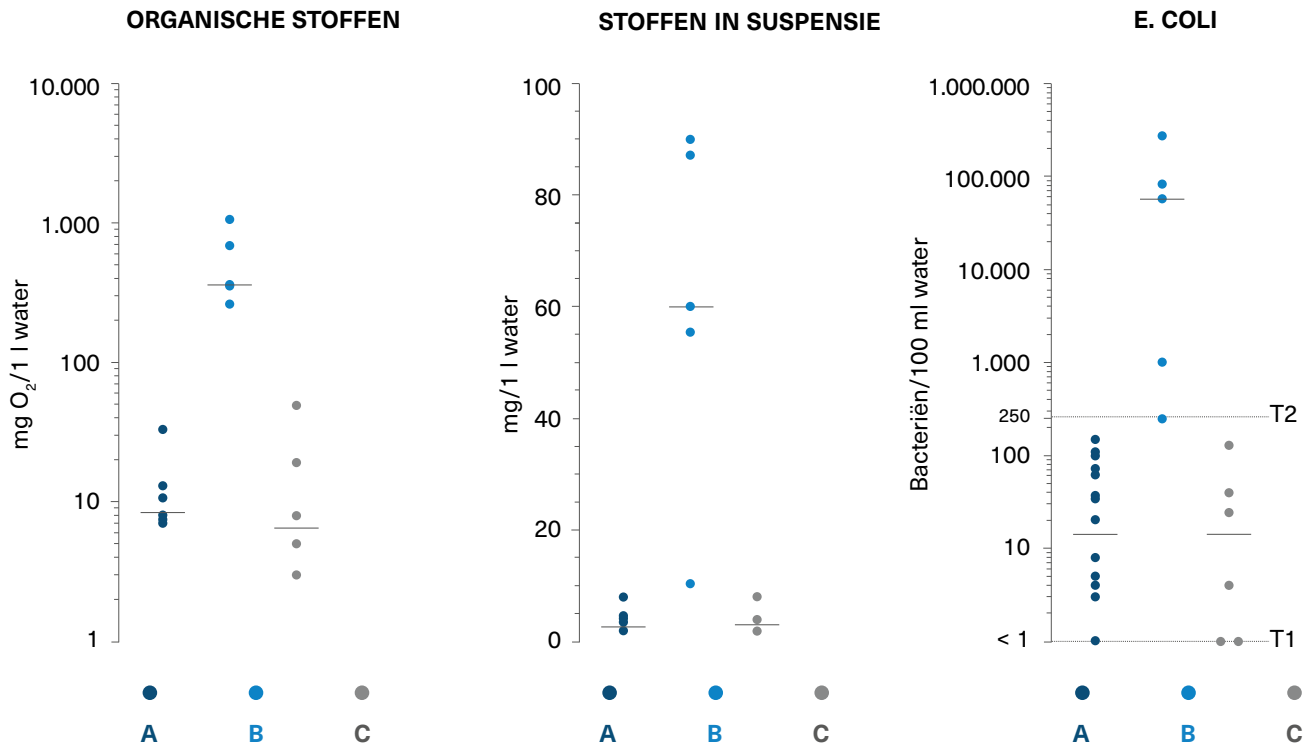 ORGANISCHE STOFFEN
mg O₂/1 l water
10.000
1.000
100
10
1
A
B
C
STOFFEN IN SUSPENSIE
mg/1 l water
100
80
60
40
20
0
A
B
C
E. COLI
Bacteriën/100 ml water
1.000.000
100.000
10.000
1.000
250
100
10
< 1
T2
T1
A
B
C